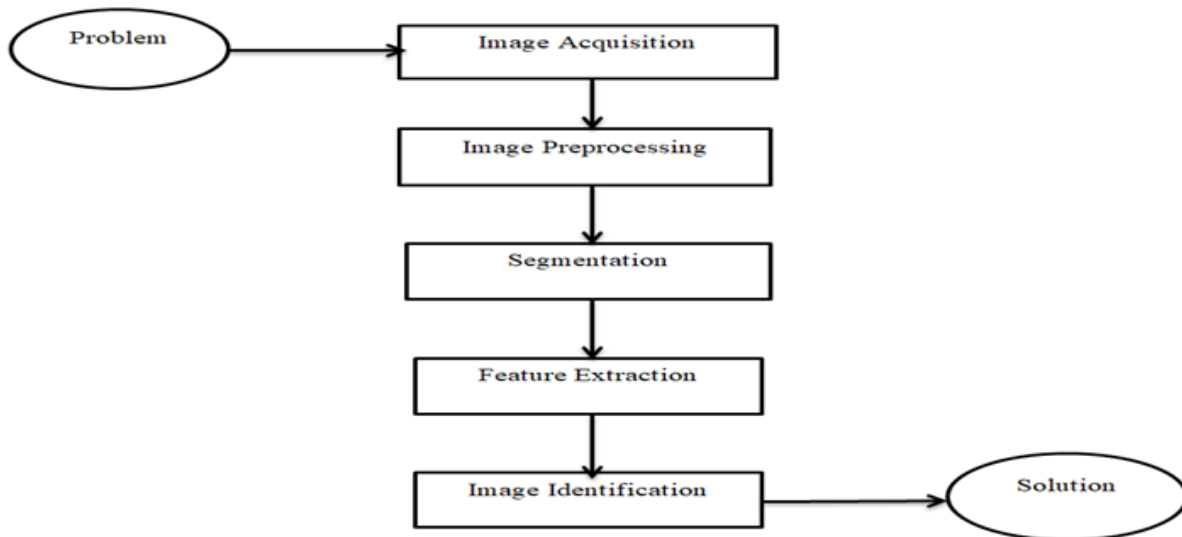 Problem
Image Acquisition
Image Preprocessing
Segmentation
Feature Extraction
Image Identification
Solution